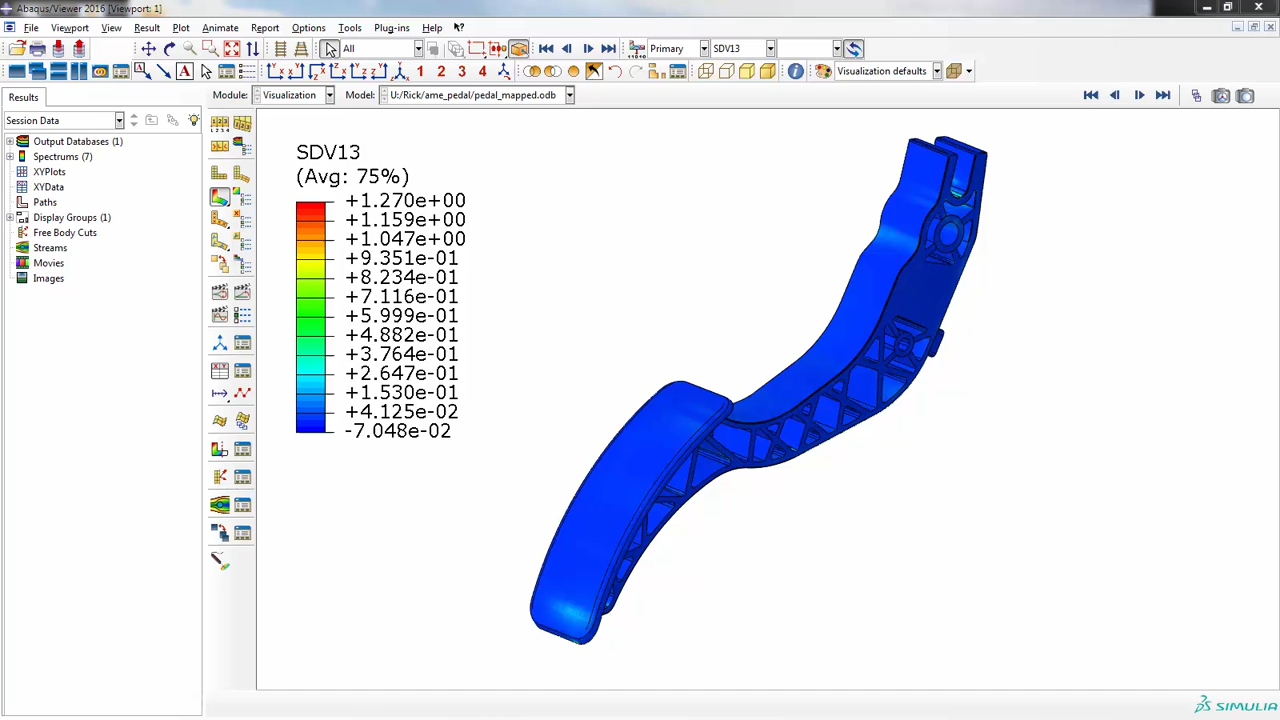 Abaqus/Viewer 2016 [Viewport: 1]
File Viewport View Result Plot Animate Report Options Tools Plug-ins Help
All Primary SDV13
1 2 3 4 Visualization defaults
Results
Module: Visualization Model: U:/Rick/ame_pedal/pedal_mapped.odb
Session Data
Output Databases (1)
Spectrums (7)
XYPlots
XYData
Paths
Display Groups (1)
Free Body Cuts
Streams
Movies
Images
SDV13
(Avg: 75%)
+1.270e+00
+1.159e+00
+1.047e+00
+9.351e-01
+8.234e-01
+7.116e-01
+5.999e-01
+4.882e-01
+3.764e-01
+2.647e-01
+1.530e-01
+4.125e-02
-7.048e-02
SIMULIA